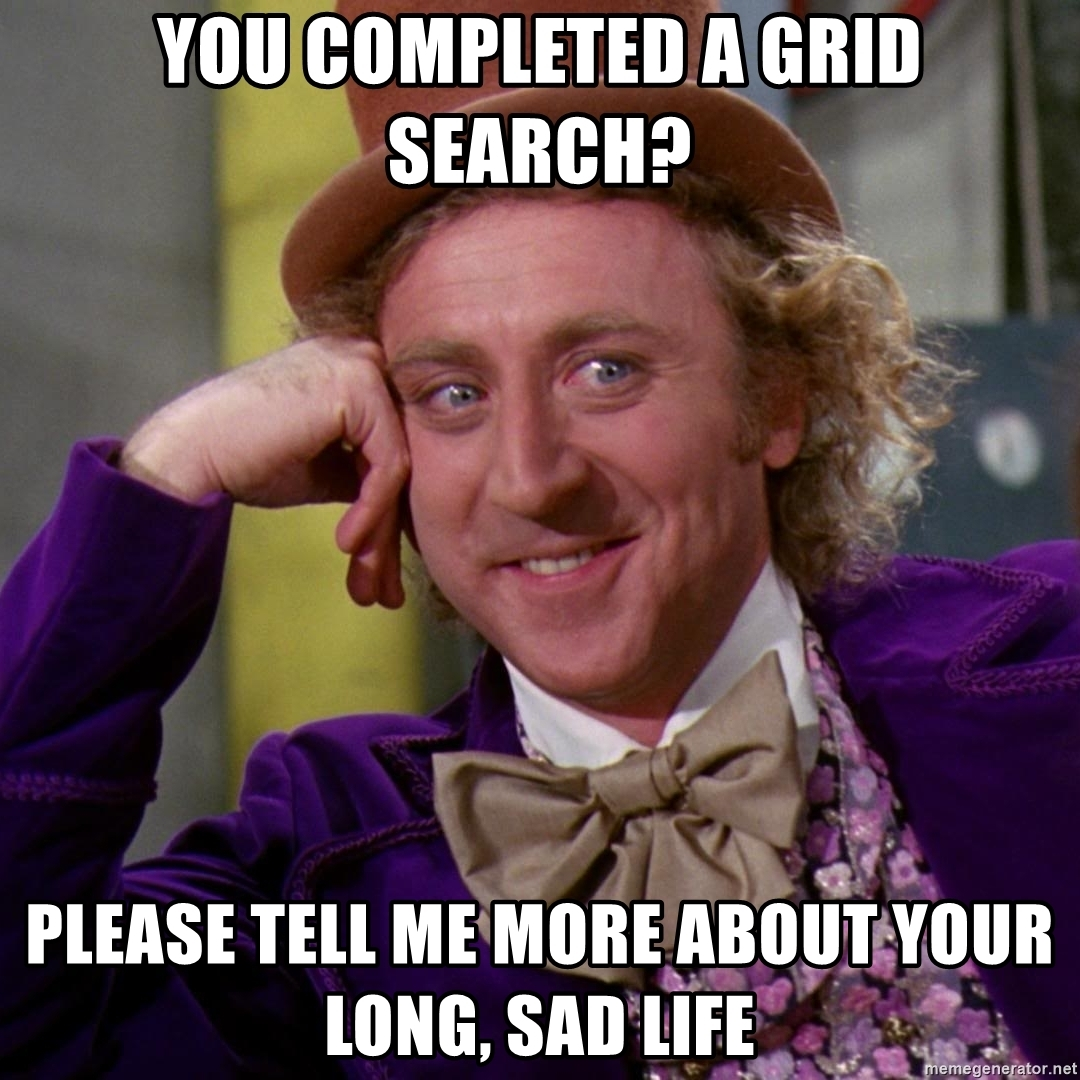 YOU COMPLETED A GRID
SEARCH?
PLEASE TELL ME MORE ABOUT YOUR
LONG, SAD LIFE
memegenerator.net